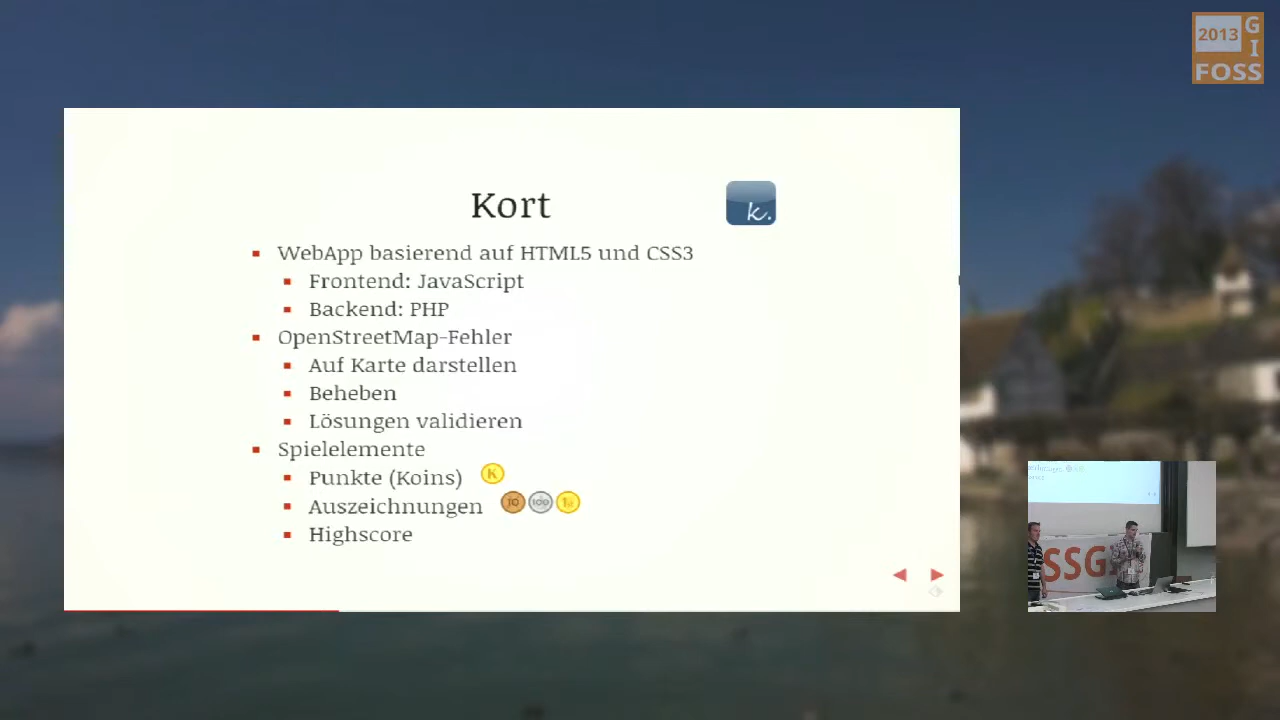 2013 G
I
FOSS
Kort
k.
WebApp basierend auf HTML5 und CSS3
Frontend: JavaScript
Backend: PHP
OpenStreetMap-Fehler
Auf Karte darstellen
Beheben
Lösungen validieren
Spielelemente
Punkte (Koins) K
Auszeichnungen 10 100
Highscore
SSGI